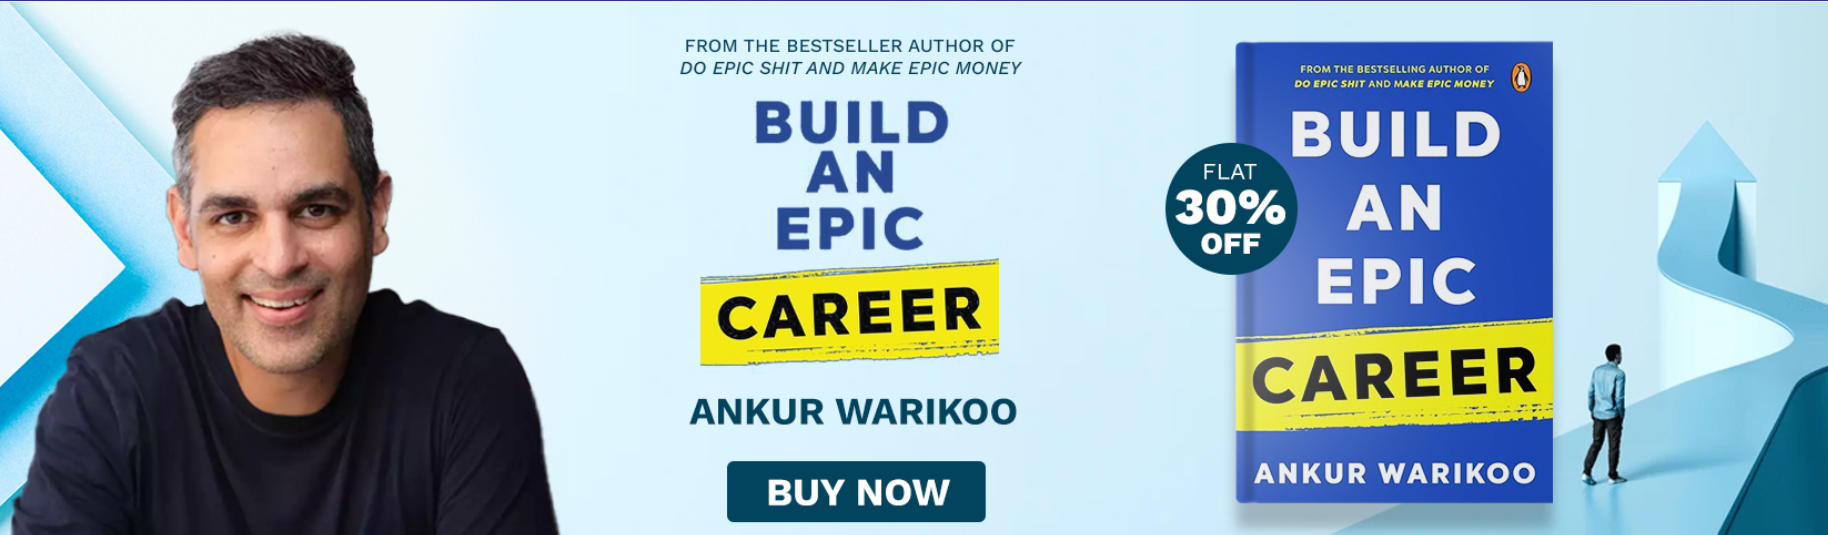 FROM THE BESTSELLER AUTHOR OF
DO EPIC SHIT AND MAKE EPIC MONEY
BUILD
AN
EPIC
CAREER
ANKUR WARIKOO
BUY NOW
FLAT
30%
OFF
FROM THE BESTSELLING AUTHOR OF
DO EPIC SHIT AND MAKE EPIC MONEY
BUILD
AN
EPIC
CAREER
ANKUR WARIKOO